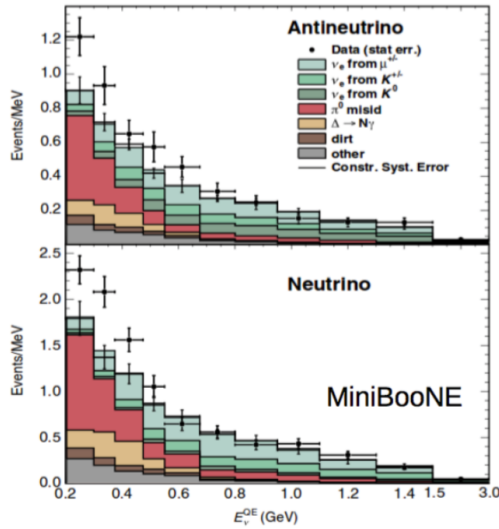 Antineutrino
Data (stat err.)
νₑ from μ⁺/⁻
νₑ from K⁺/⁻
νₑ from K⁰
π⁰ misid
Δ → Nγ
dirt
other
Constr. Syst. Error
Events/MeV
1.2
1.0
0.8
0.6
0.4
0.2
Neutrino
MiniBooNE
Events/MeV
2.5
2.0
1.5
1.0
0.5
0.0
0.2 0.4 0.6 0.8 1.0 1.2 1.4 1.5 3.0
E_ν^QE (GeV)